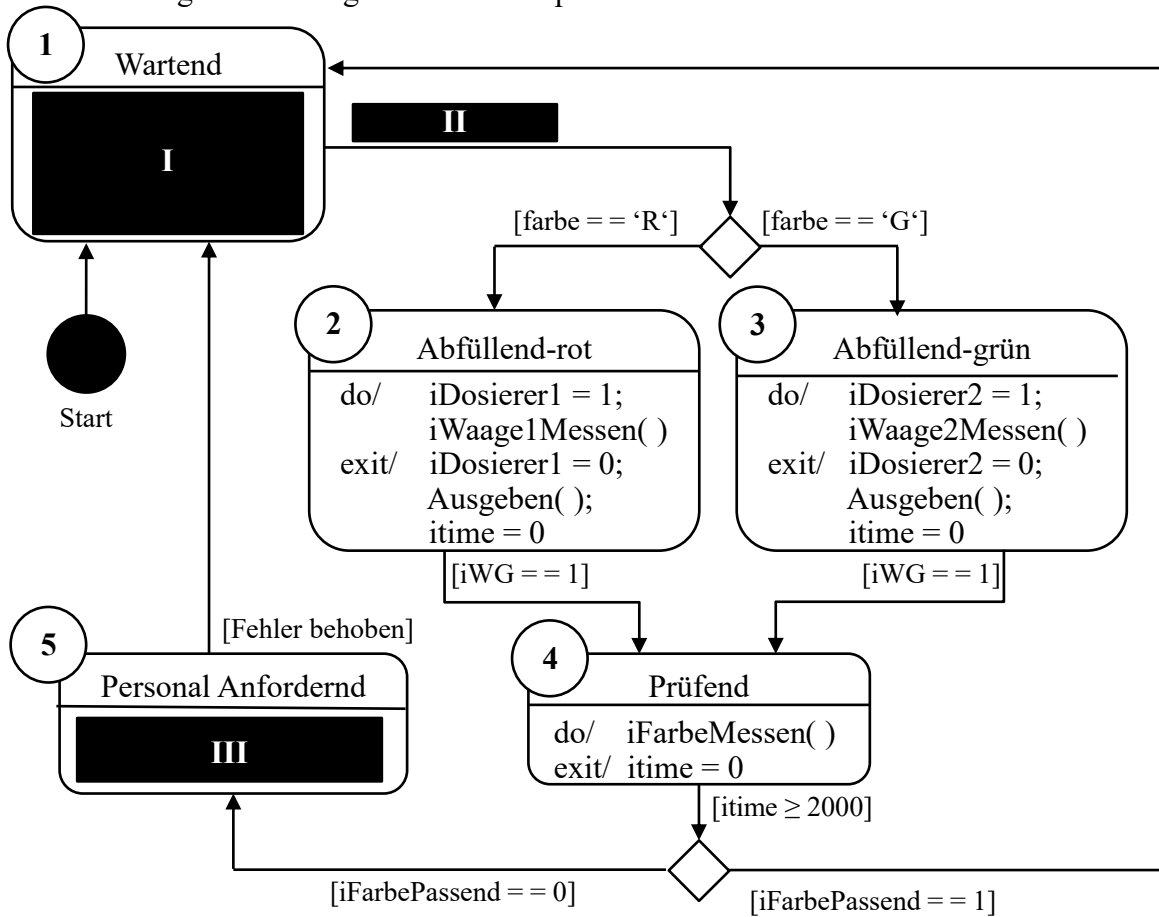 1
Wartend
I
II
[farbe = = ‘R‘]
[farbe = = ‘G‘]
Start
2
Abfüllend-rot
do/ iDosierer1 = 1;
iWaage1Messen( )
exit/ iDosierer1 = 0;
Ausgeben( );
itime = 0
[iWG = = 1]
3
Abfüllend-grün
do/ iDosierer2 = 1;
iWaage2Messen( )
exit/ iDosierer2 = 0;
Ausgeben( );
itime = 0
[iWG = = 1]
[Fehler behoben]
5
Personal Anfordernd
III
4
Prüfend
do/ iFarbeMessen( )
exit/ itime = 0
[itime ≥ 2000]
[iFarbePassend = = 0]
[iFarbePassend = = 1]